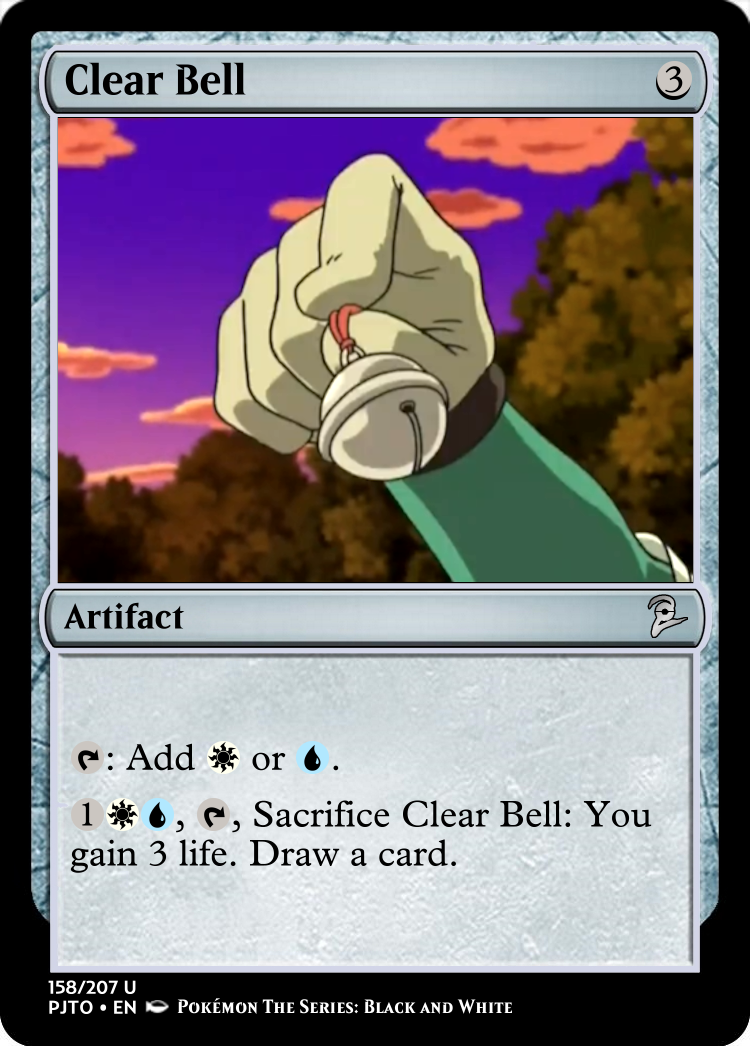 Clear Bell 3
Artifact
: Add or .
1 , , Sacrifice Clear Bell: You
gain 3 life. Draw a card.
158/207 U
PJTO • EN Pokémon The Series: Black and White